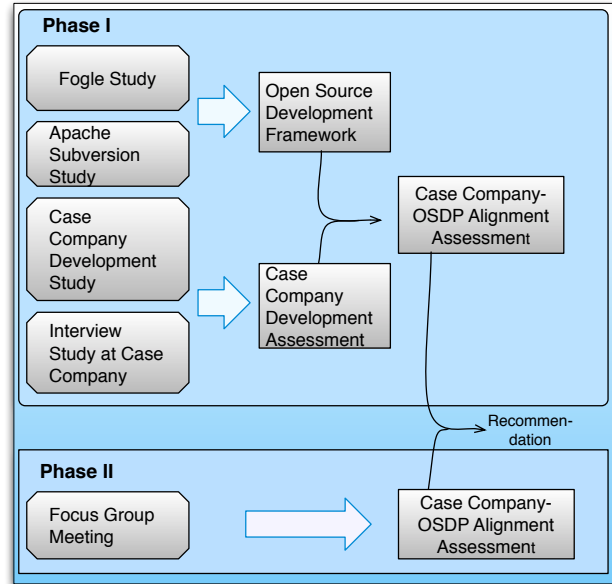 Phase I
Fogle Study
Apache
Subversion
Study
Case
Company
Development
Study
Interview
Study at Case
Company
Open Source
Development
Framework
Case
Company
Development
Assessment
Case Company-
OSDP Alignment
Assessment
Recommen-
dation
Phase II
Focus Group
Meeting
Case Company-
OSDP Alignment
Assessment